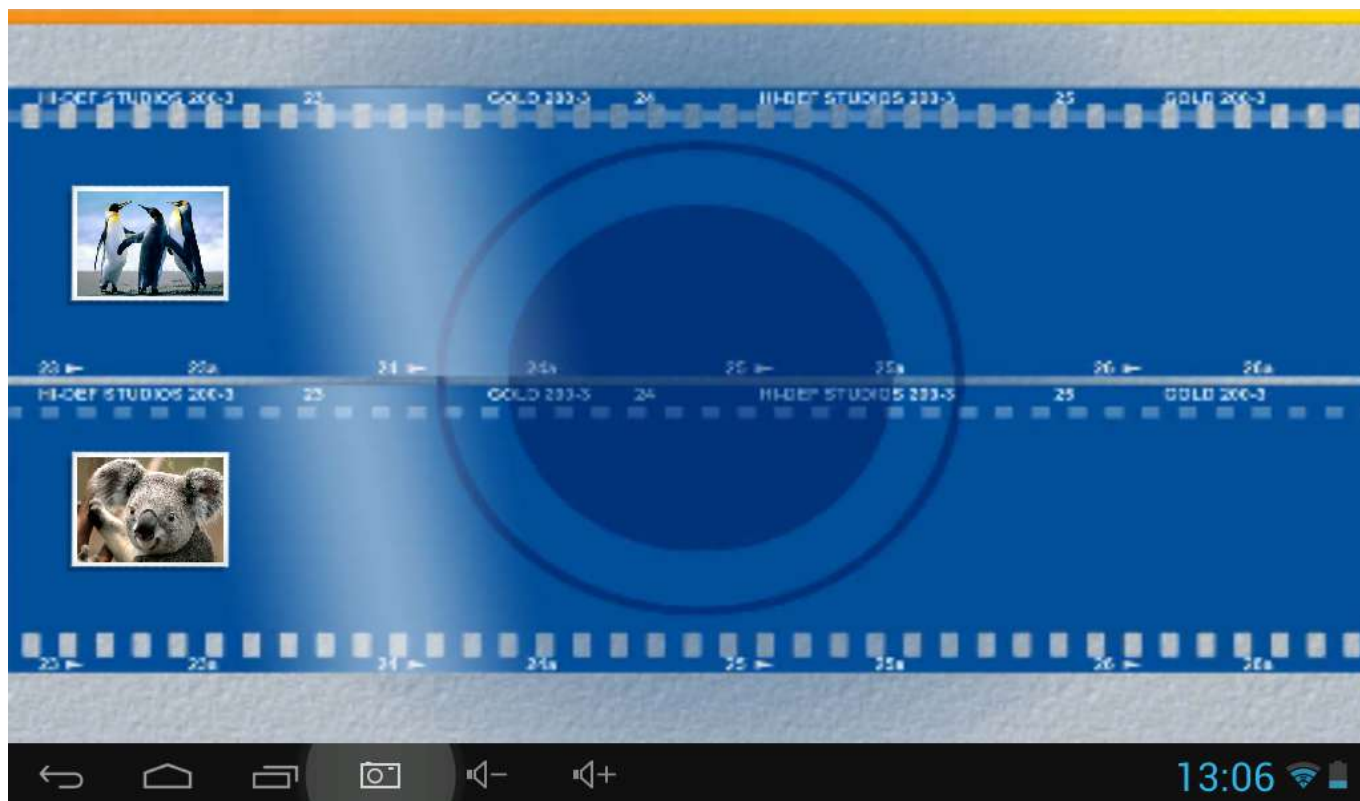 HI-DEF STUDIOS 200-3 23 GOLD 200-3 24 HI-DEF STUDIOS 200-3 25 GOLD 200-3
23 23a 24 24a 25 25a 26 26a
HI-DEF STUDIOS 200-3 23 GOLD 200-3 24 HI-DEF STUDIOS 200-3 25 GOLD 200-3
23 23a 24 24a 25 25a 26 26a
13:06